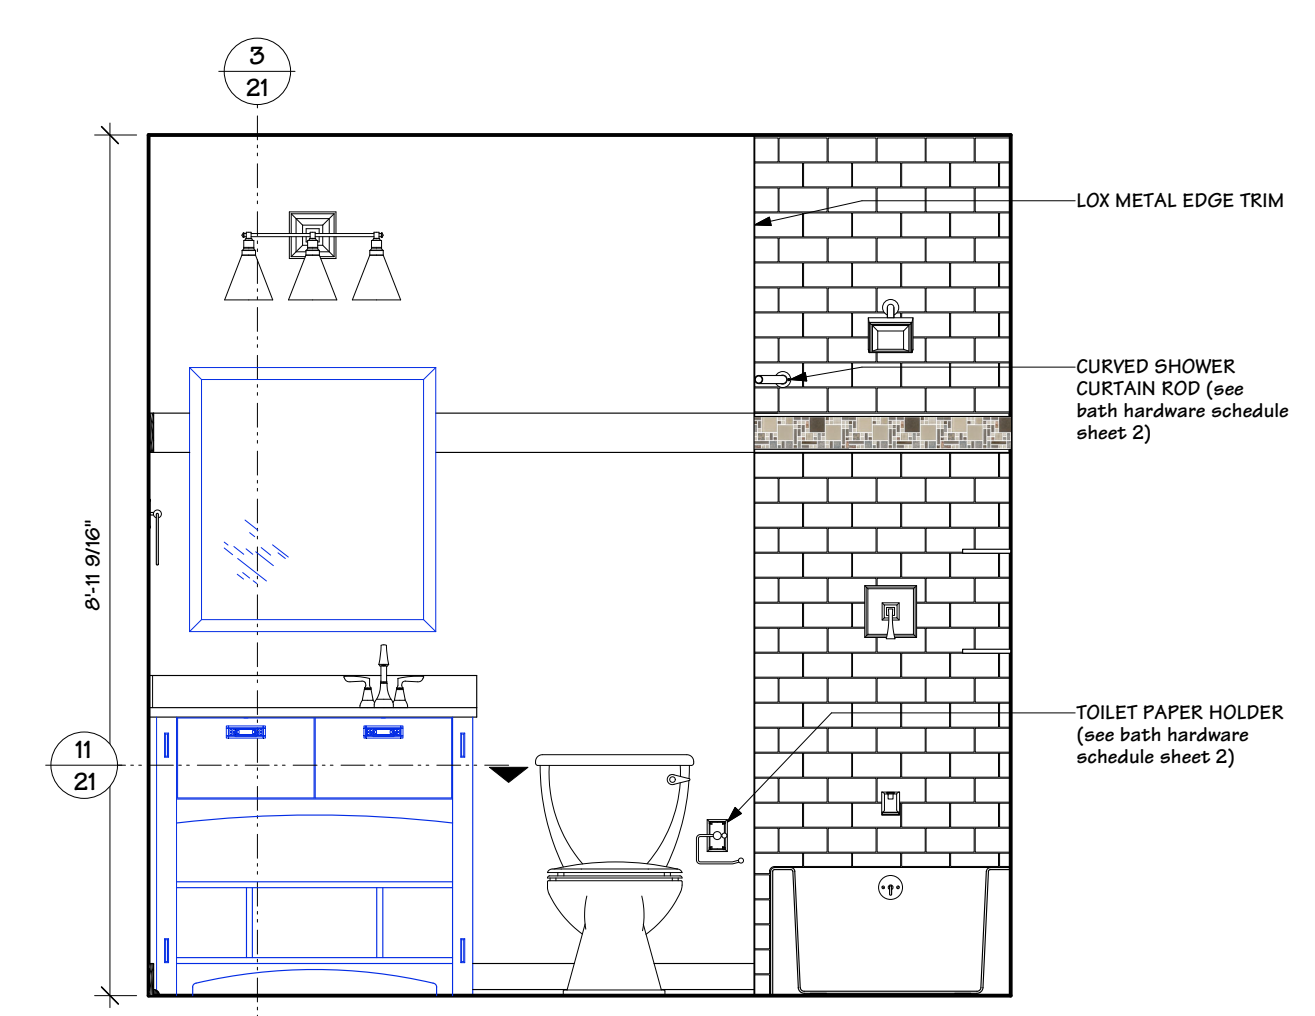 3
21
LOX METAL EDGE TRIM
CURVED SHOWER
CURTAIN ROD (see
bath hardware schedule
sheet 2)
8'-11 9/16"
TOILET PAPER HOLDER
(see bath hardware
schedule sheet 2)
11
21